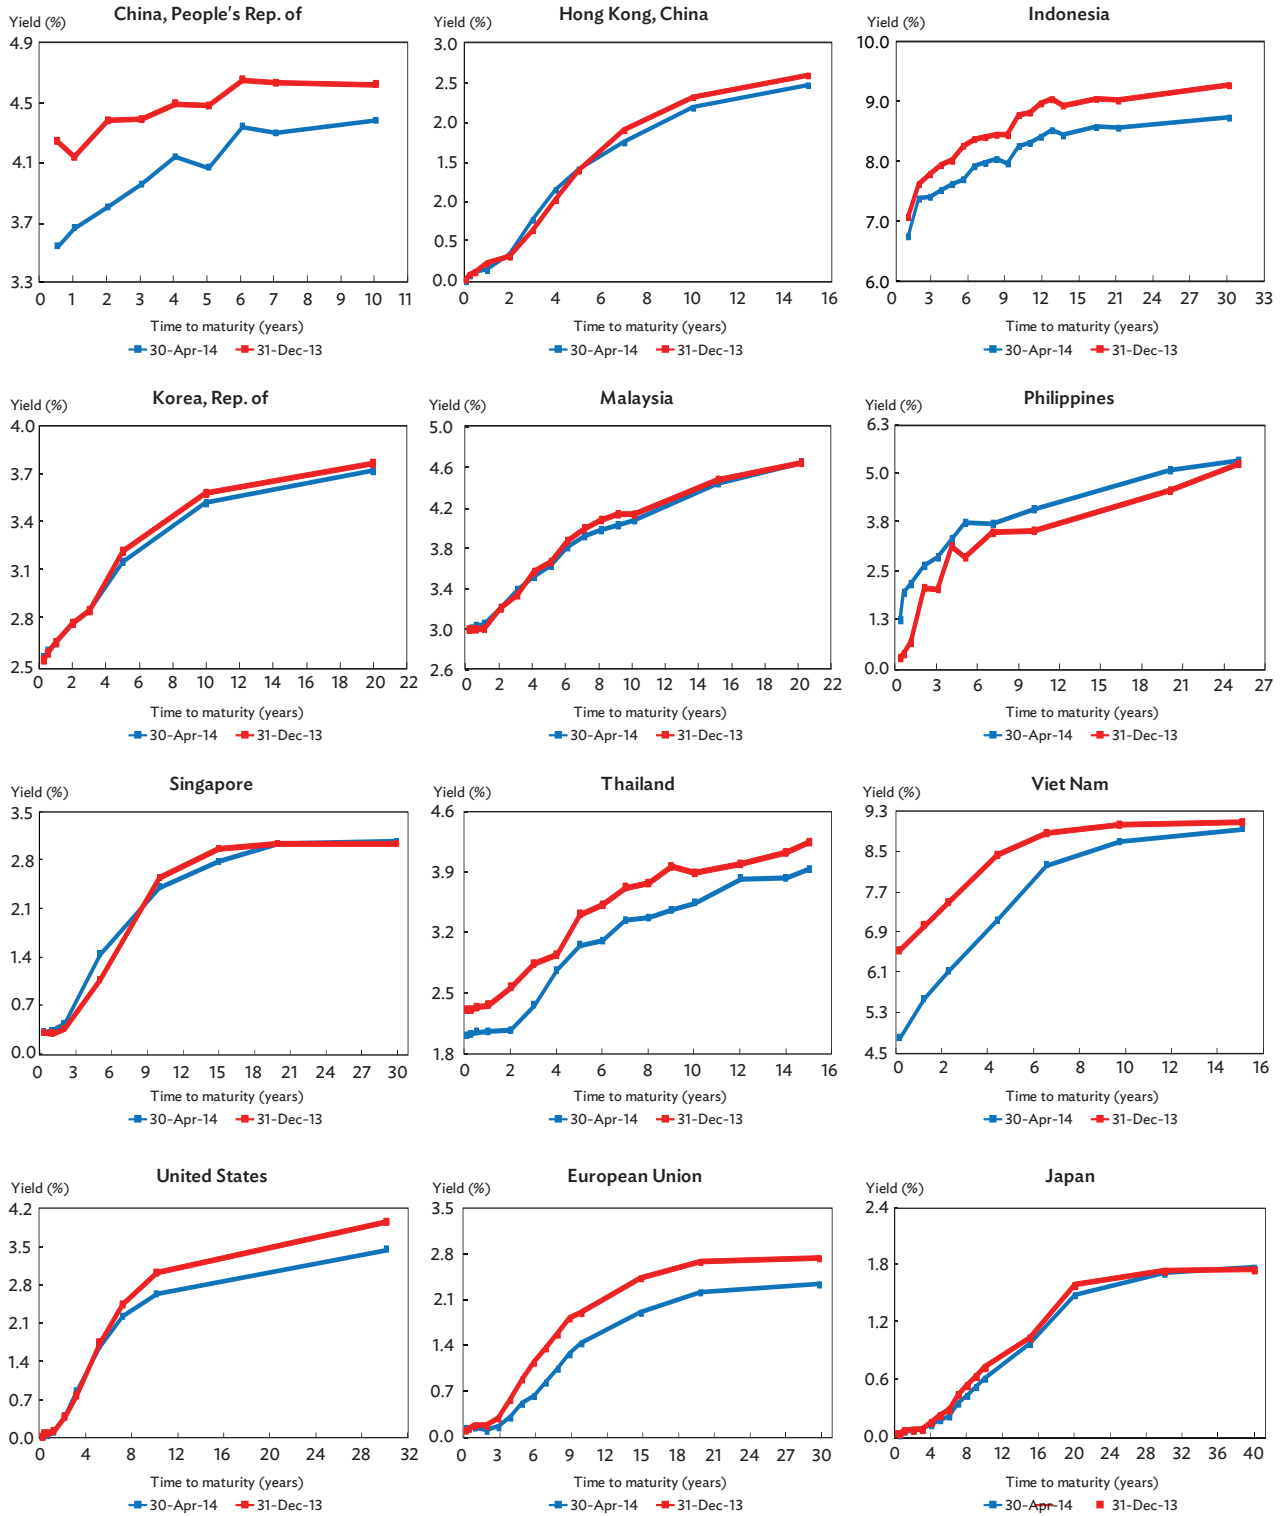 China, People's Rep. of
Yield (%)
4.9
4.5
4.1
3.7
3.3
0 1 2 3 4 5 6 7 8 9 10 11
Time to maturity (years)
30-Apr-14 31-Dec-13
Hong Kong, China
Yield (%)
3.0
2.5
2.0
1.5
2.0
0.5
0.0
0 2 4 6 8 10 12 14 16
Time to maturity (years)
30-Apr-14 31-Dec-13
Indonesia
Yield (%)
10.0
9.0
8.0
7.0
6.0
0 3 6 9 12 15 18 21 24 27 30 33
Time to maturity (years)
30-Apr-14 31-Dec-13
Korea, Rep. of
Yield (%)
4.0
3.7
3.4
3.1
2.8
2.5
0 2 4 6 8 10 12 14 16 18 20 22
Time to maturity (years)
30-Apr-14 31-Dec-13
Malaysia
Yield (%)
5.0
4.6
4.2
3.8
3.4
3.0
2.6
0 2 4 6 8 10 12 14 16 18 20 22
Time to maturity (years)
30-Apr-14 31-Dec-13
Philippines
Yield (%)
6.3
5.0
3.8
2.5
1.3
0.0
0 3 6 9 12 15 18 21 24 27
Time to maturity (years)
30-Apr-14 31-Dec-13
Singapore
Yield (%)
3.5
2.8
2.1
1.4
0.7
0.0
0 3 6 9 12 15 18 21 24 27 30
Time to maturity (years)
30-Apr-14 31-Dec-13
Thailand
Yield (%)
4.6
3.9
3.2
2.5
1.8
0 2 4 6 8 10 12 14 16
Time to maturity (years)
30-Apr-14 31-Dec-13
Viet Nam
Yield (%)
9.3
8.5
7.7
6.9
6.1
5.3
4.5
0 2 4 6 8 10 12 14 16
Time to maturity (years)
30-Apr-14 31-Dec-13
United States
Yield (%)
4.2
3.5
2.8
2.1
1.4
0.7
0.0
0 4 8 12 16 20 24 28 32
Time to maturity (years)
30-Apr-14 31-Dec-13
European Union
Yield (%)
3.5
2.8
2.1
1.4
0.7
0.0
0 3 6 9 12 15 18 21 24 27 30
Time to maturity (years)
30-Apr-14 31-Dec-13
Japan
Yield (%)
2.4
1.8
1.2
0.6
0.0
0 4 8 12 16 20 24 28 32 36 40
Time to maturity (years)
30-Apr-14 31-Dec-13